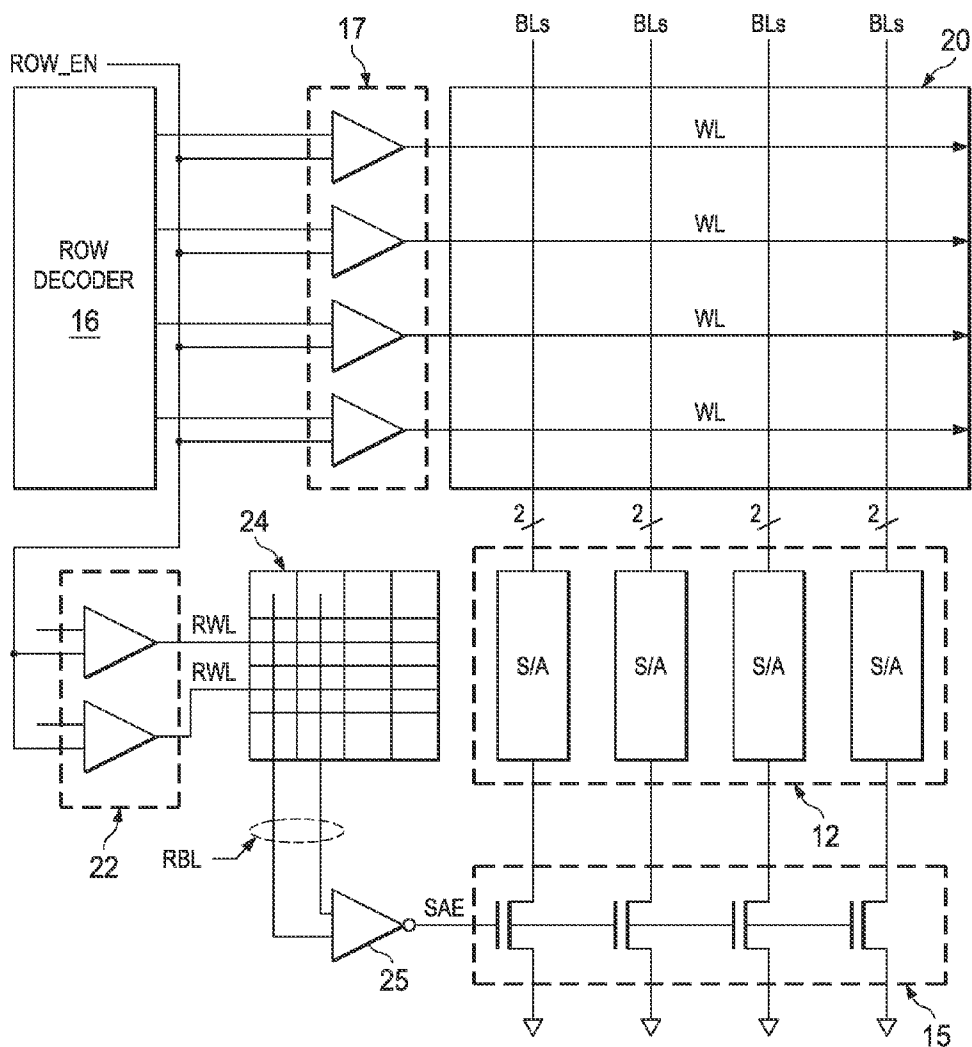 BLs BLs BLs BLs
17
20
ROW_EN
WL
WL
ROW
DECODER
16
WL
WL
2 2 2 2
24
RWL
RWL
S/A S/A S/A S/A
12
22
RBL
SAE
25
15